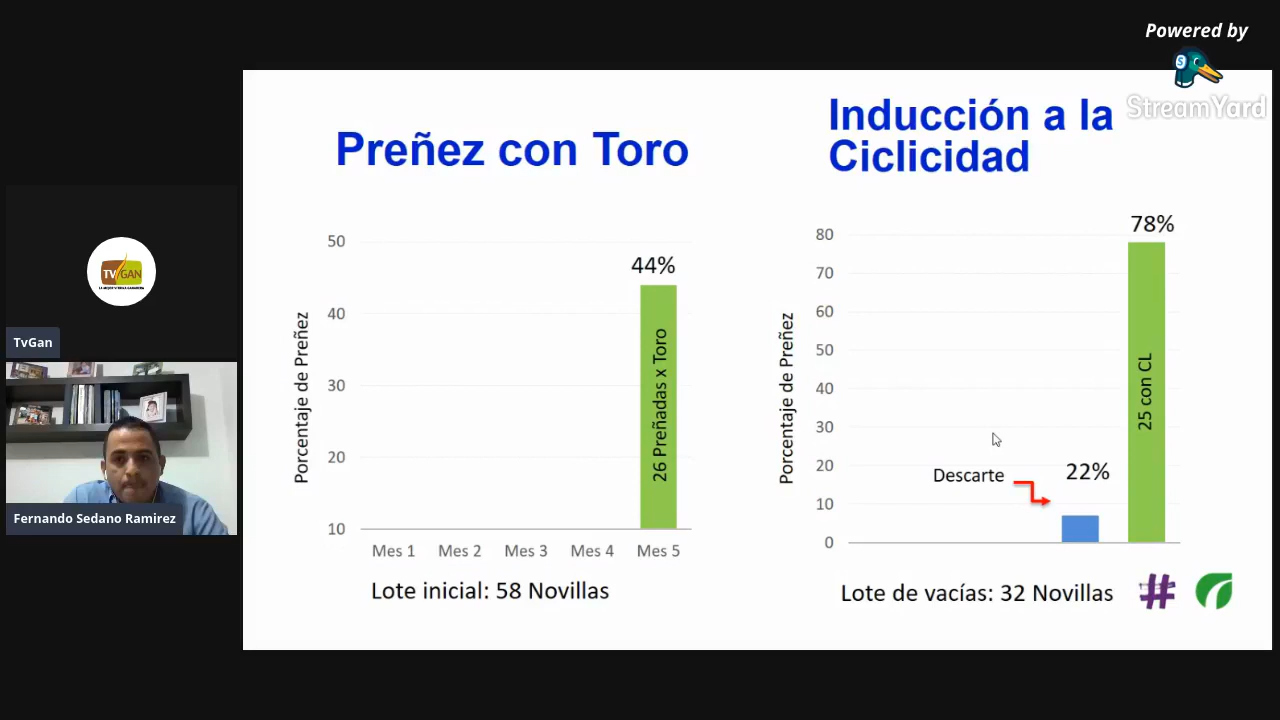 Powered by
StreamYard
Preñez con Toro
Inducción a la
Ciclicidad
Porcentaje de Preñez
50
40
30
20
10
44%
26 Preñadas x Toro
Mes 1
Mes 2
Mes 3
Mes 4
Mes 5
Lote inicial: 58 Novillas
Porcentaje de Preñez
80
70
60
50
40
30
20
10
0
78%
25 con CL
22%
Descarte
Lote de vacías: 32 Novillas
TV GAN
TvGan
Fernando Sedano Ramirez